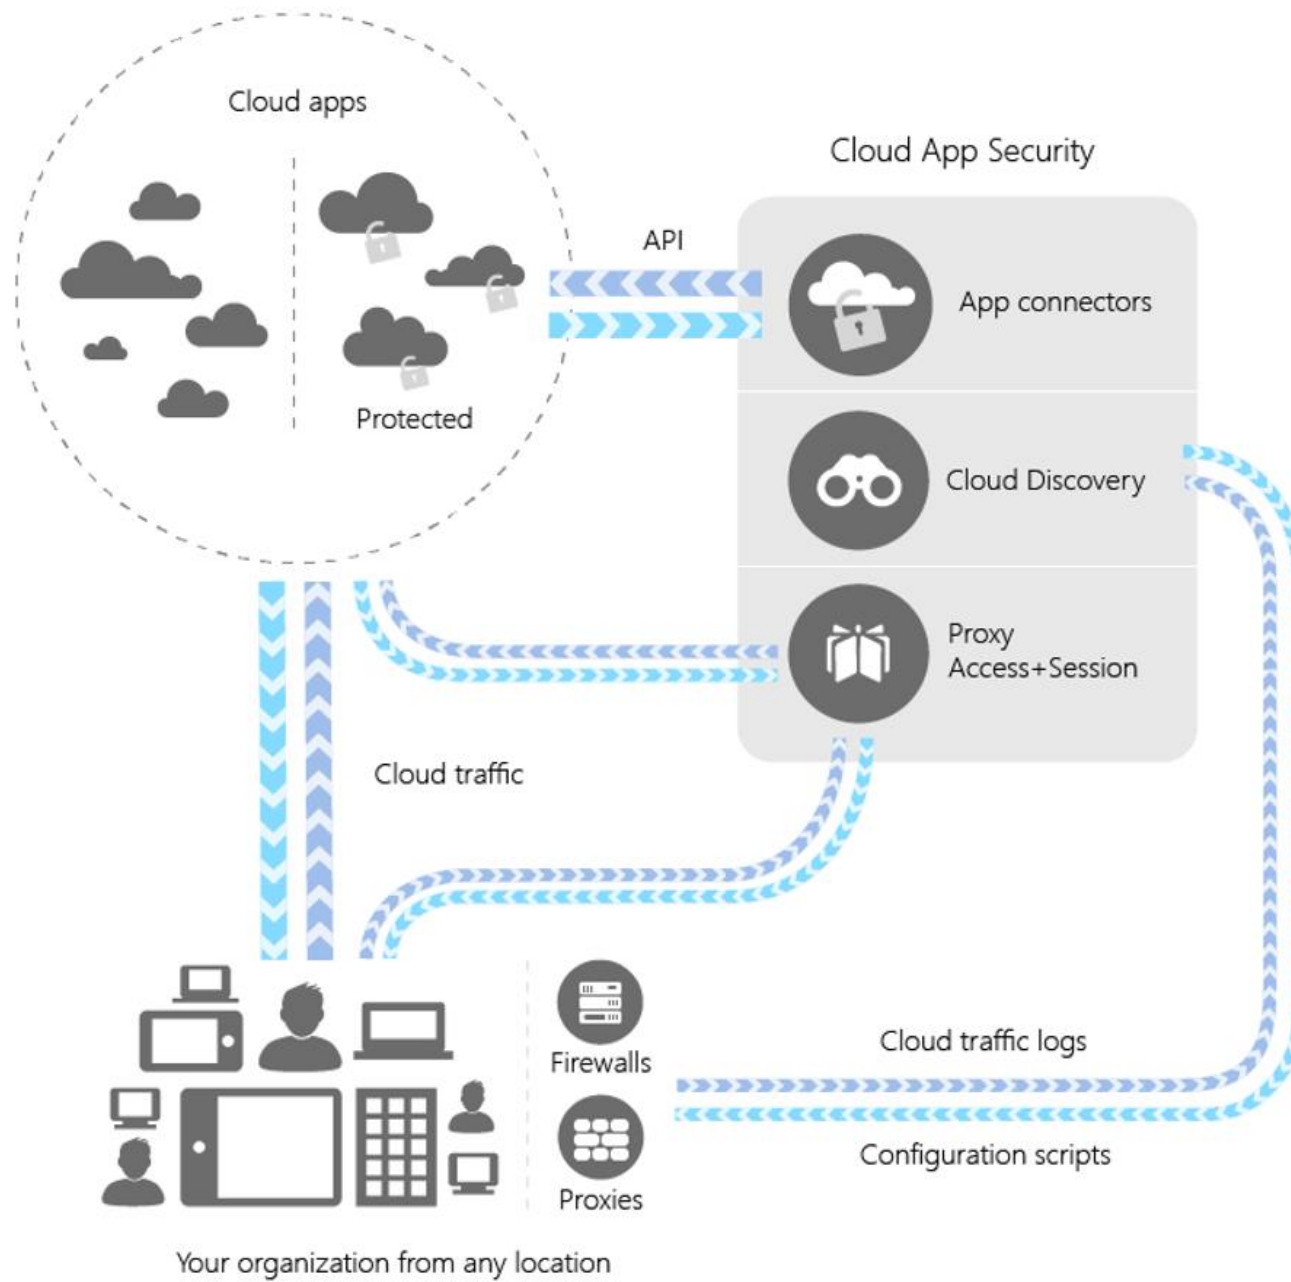 Cloud apps
Cloud App Security
API
App connectors
Protected
Cloud Discovery
Proxy
Access+Session
Cloud traffic
Firewalls
Cloud traffic logs
Configuration scripts
Proxies
Your organization from any location